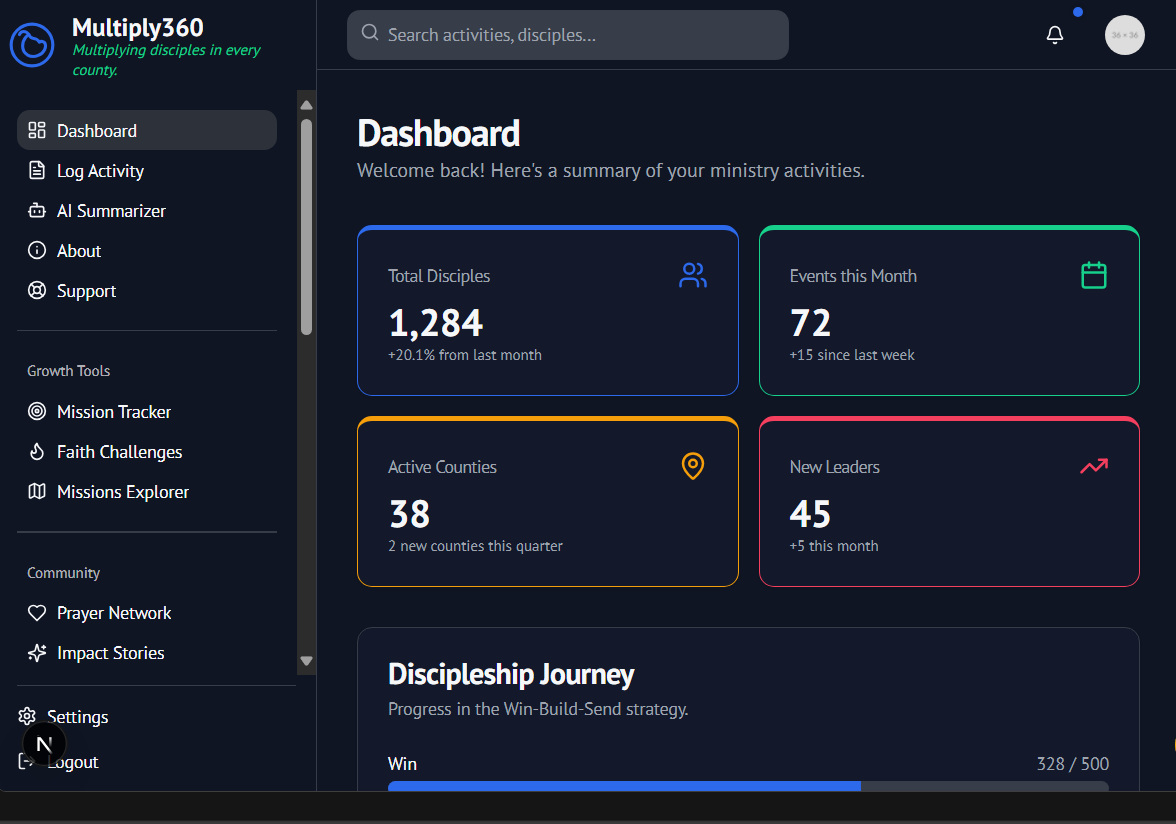 Multiply360
Multiplying disciples in every
county.
Search activities, disciples...
36 × 36
Dashboard
Log Activity
AI Summarizer
About
Support
Growth Tools
Mission Tracker
Faith Challenges
Missions Explorer
Community
Prayer Network
Impact Stories
Settings
N
Logout
Dashboard
Welcome back! Here's a summary of your ministry activities.
Total Disciples
1,284
+20.1% from last month
Events this Month
72
+15 since last week
Active Counties
38
2 new counties this quarter
New Leaders
45
+5 this month
Discipleship Journey
Progress in the Win-Build-Send strategy.
Win
328 / 500